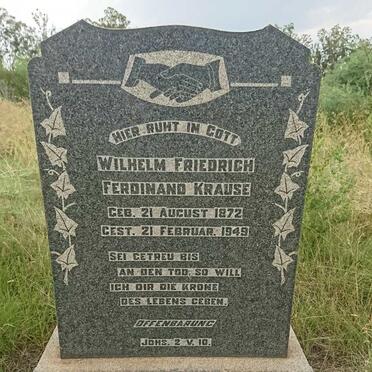 HIER RUHT IN GOTT
WILHELM FRIEDRICH
FERDINAND KRAUSE
GEB. 21 AUGUST 1872
GEST. 21 FEBRUAR. 1949
SEI GETREU BIS
AN DEN TOD, SO WILL
ICH DIR DIE KRONE
DES LEBENS GEBEN.
OFFENBARUNG
JOHS. 2 V. 10.